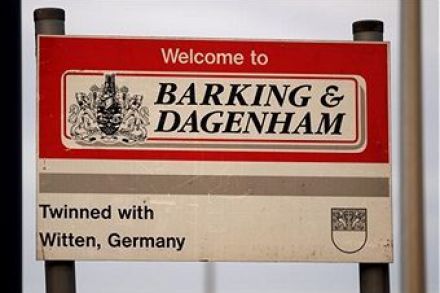 Welcome to
BARKING &
DAGENHAM
Twinned with
Witten, Germany